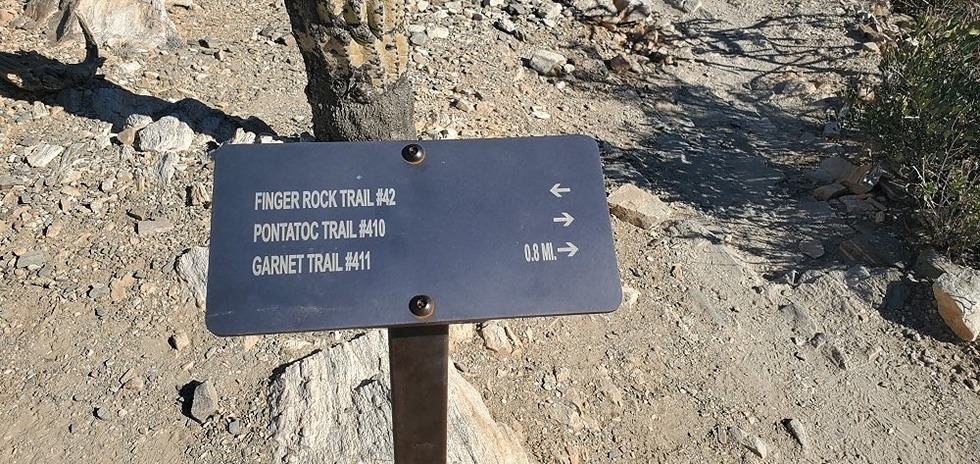 FINGER ROCK TRAIL #42 ←
PONTATOC TRAIL #410 →
GARNET TRAIL #411 0.8 MI. →